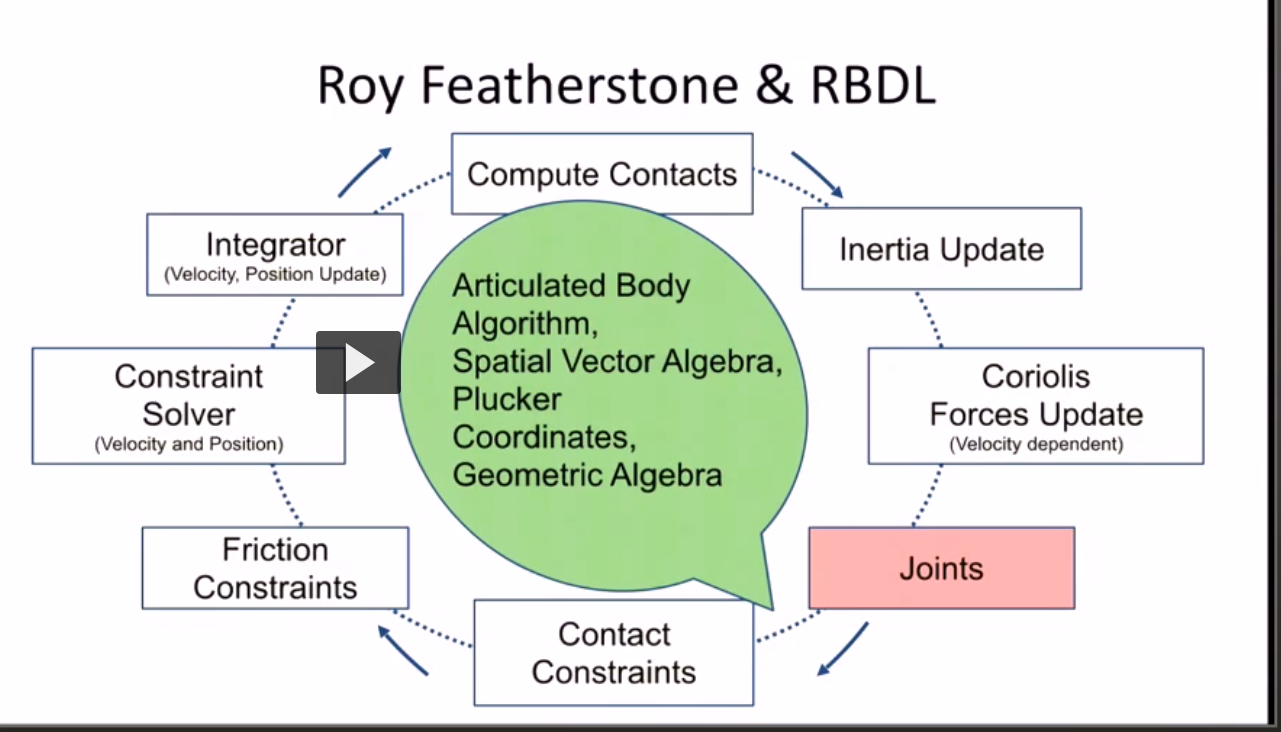 Roy Featherstone & RBDL
Compute Contacts
Integrator
(Velocity, Position Update)
Inertia Update
Articulated Body
Algorithm,
Spatial Vector Algebra,
Plucker
Coordinates,
Geometric Algebra
Constraint
Solver
(Velocity and Position)
Coriolis
Forces Update
(Velocity dependent)
Friction
Constraints
Joints
Contact
Constraints